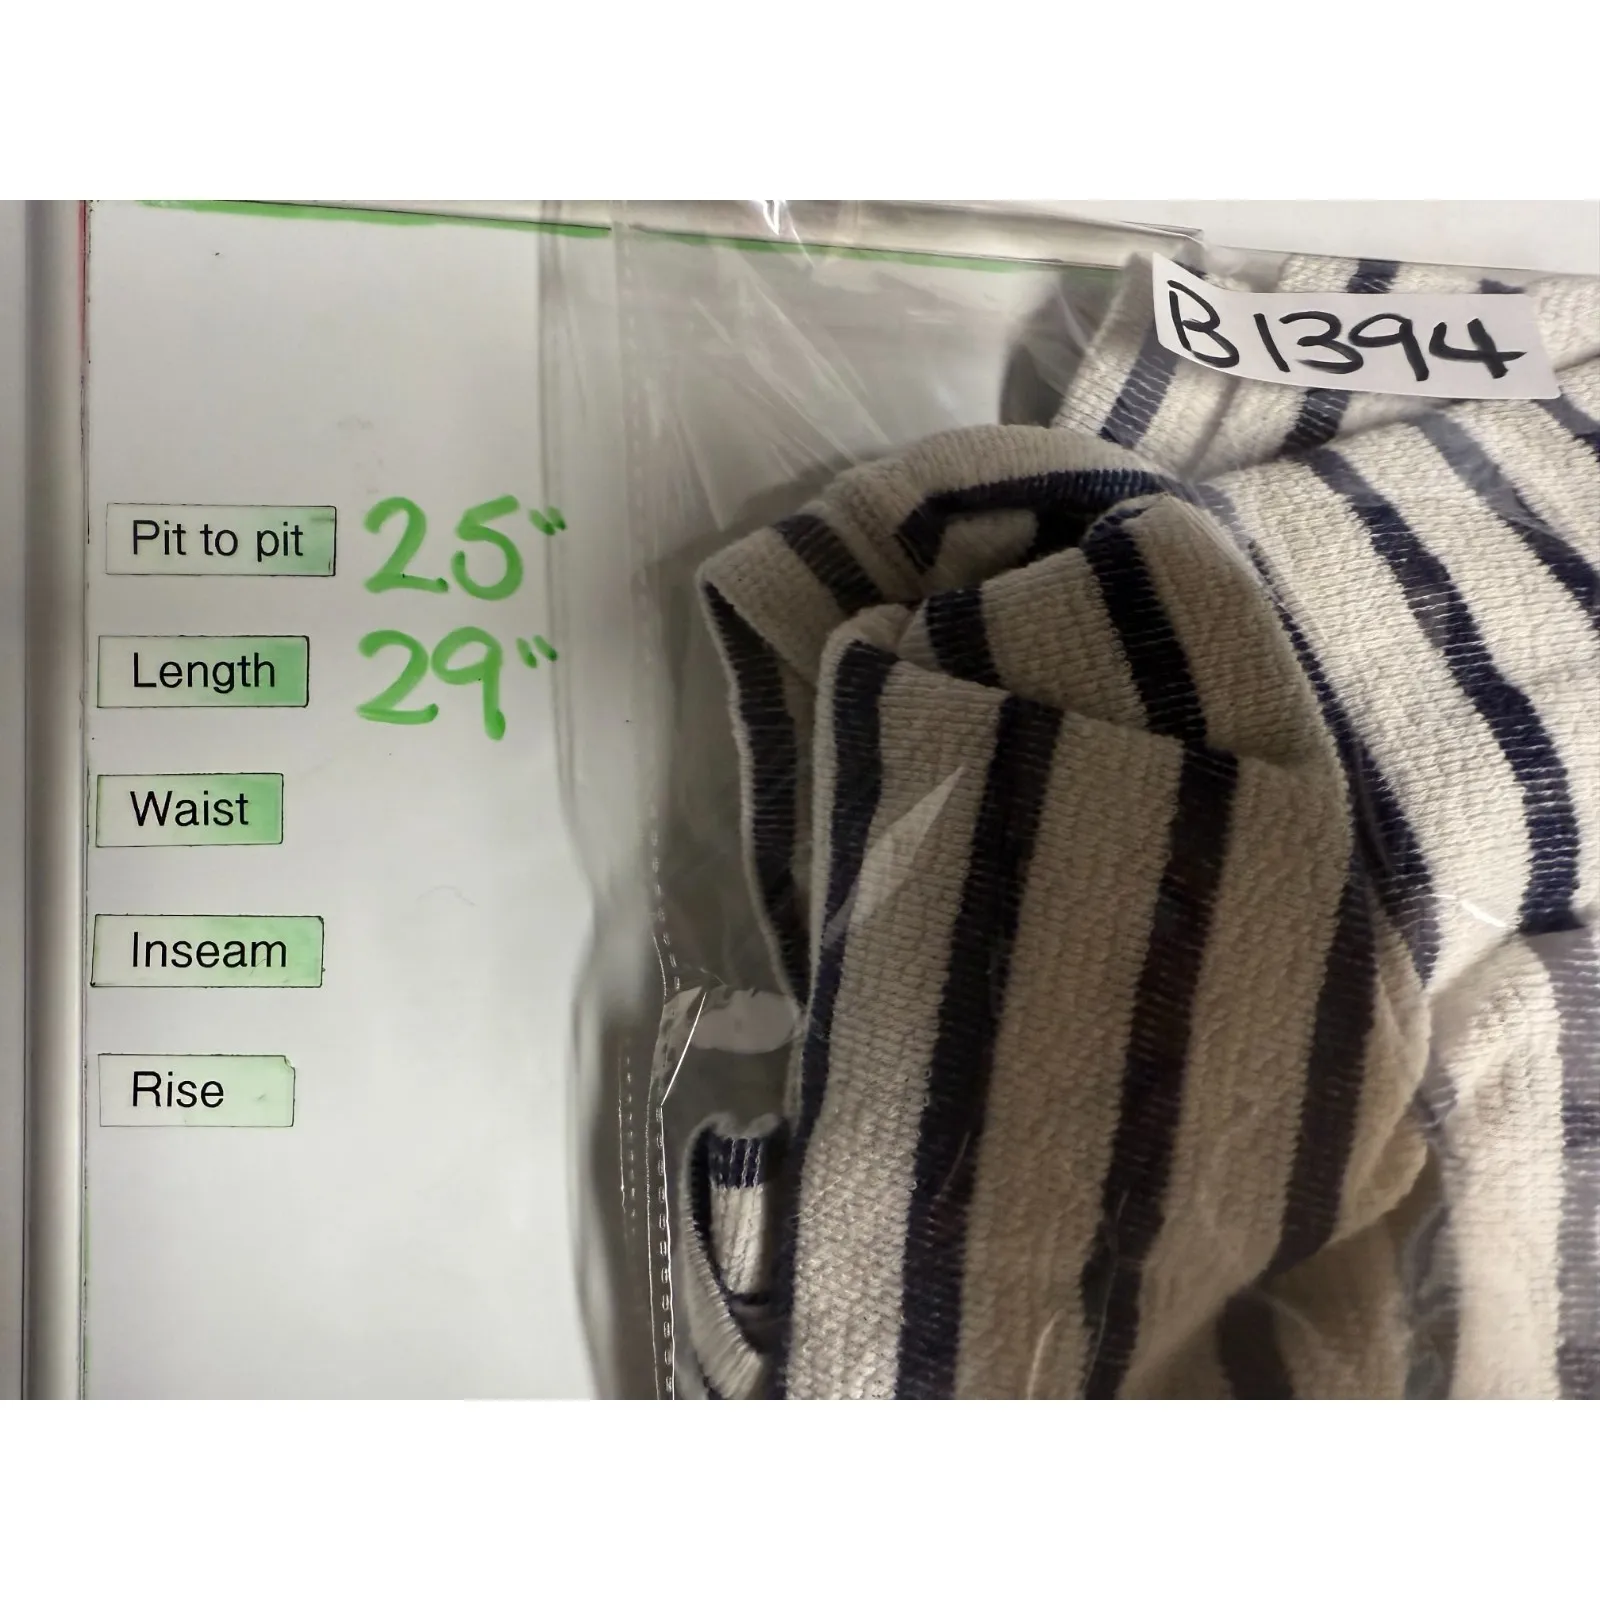 B1394
Pit to pit 25"
Length 29"
Waist
Inseam
Rise